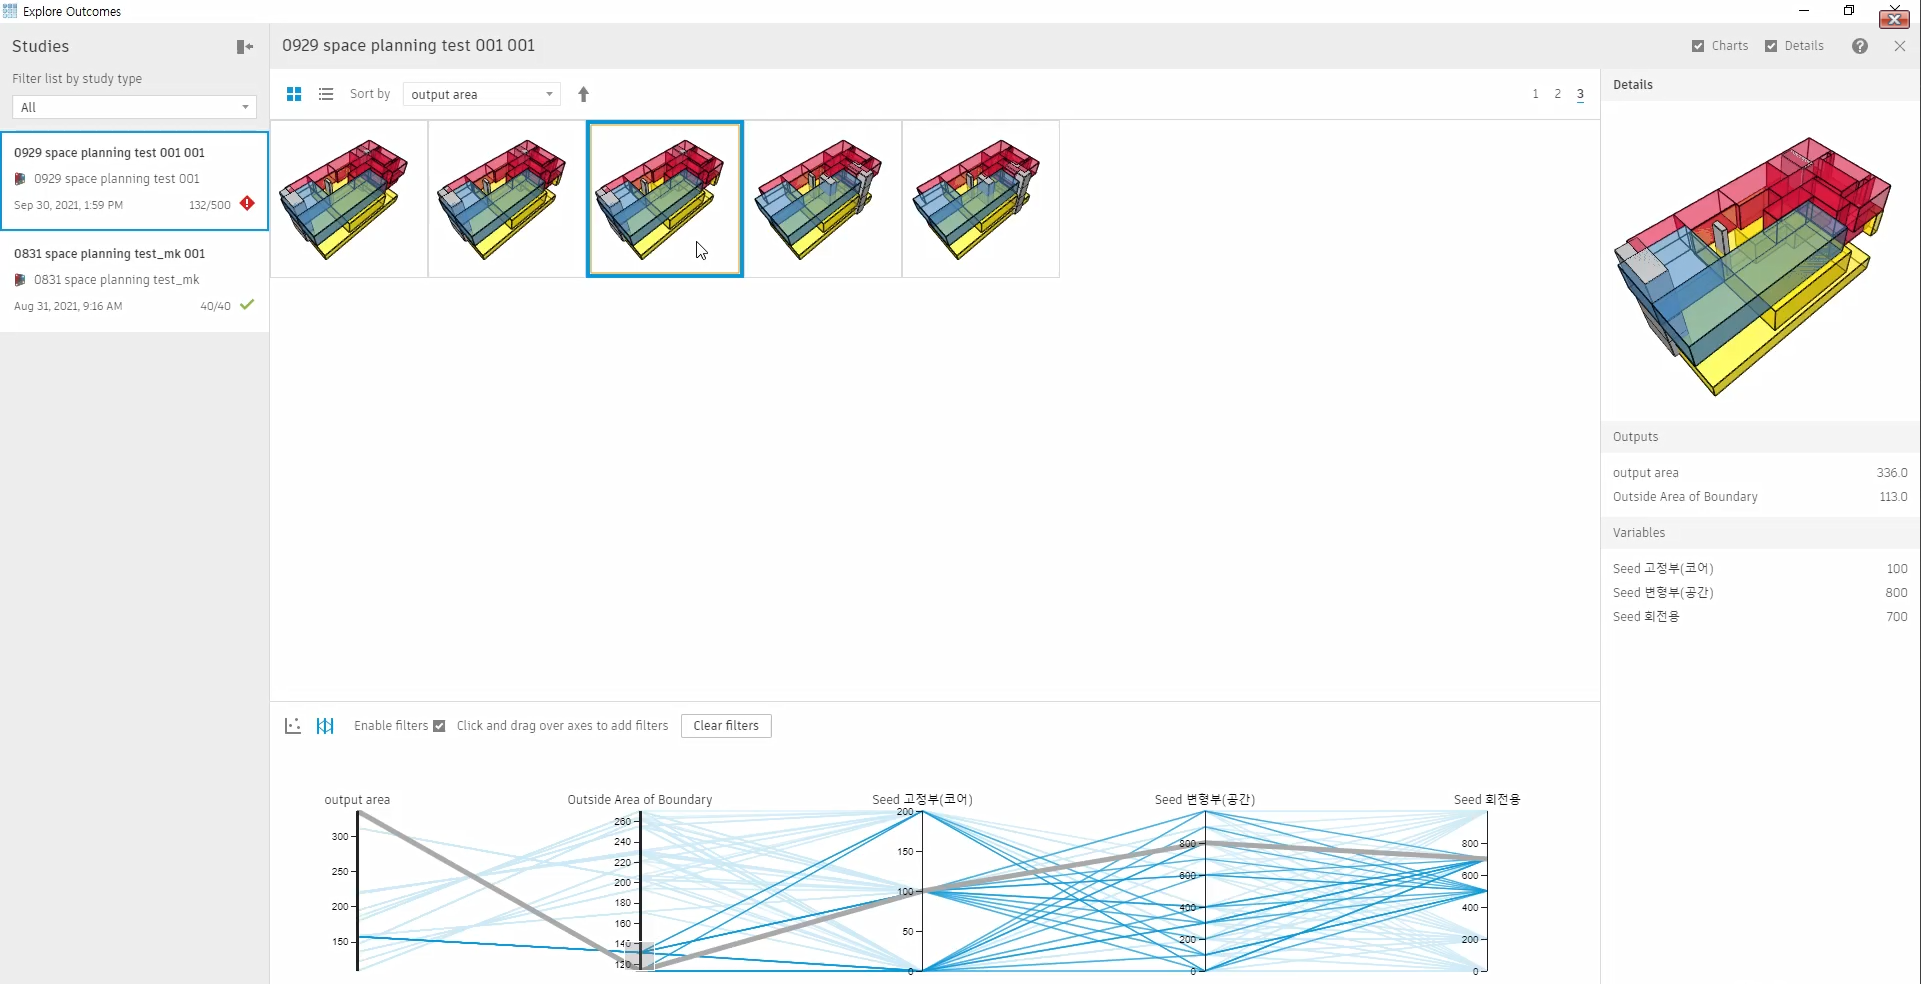 Explore Outcomes
Studies
Filter list by study type
All
0929 space planning test 001 001
0929 space planning test 001
Sep 30, 2021, 1:59 PM 132/500
0831 space planning test_mk 001
0831 space planning test_mk
Aug 31, 2021, 9:16 AM 40/40
0929 space planning test 001 001
Charts Details
Sort by output area
1 2 3
Details
Outputs
output area 336.0
Outside Area of Boundary 113.0
Variables
Seed 고정부(코어) 100
Seed 변형부(공간) 800
Seed 회전용 700
Enable filters Click and drag over axes to add filters Clear filters
output area
300
250
200
150
Outside Area of Boundary
260
240
220
200
180
160
140
120
Seed 고정부(코어)
200
150
100
50
0
Seed 변형부(공간)
800
600
400
200
0
Seed 회전용
800
600
400
200
0